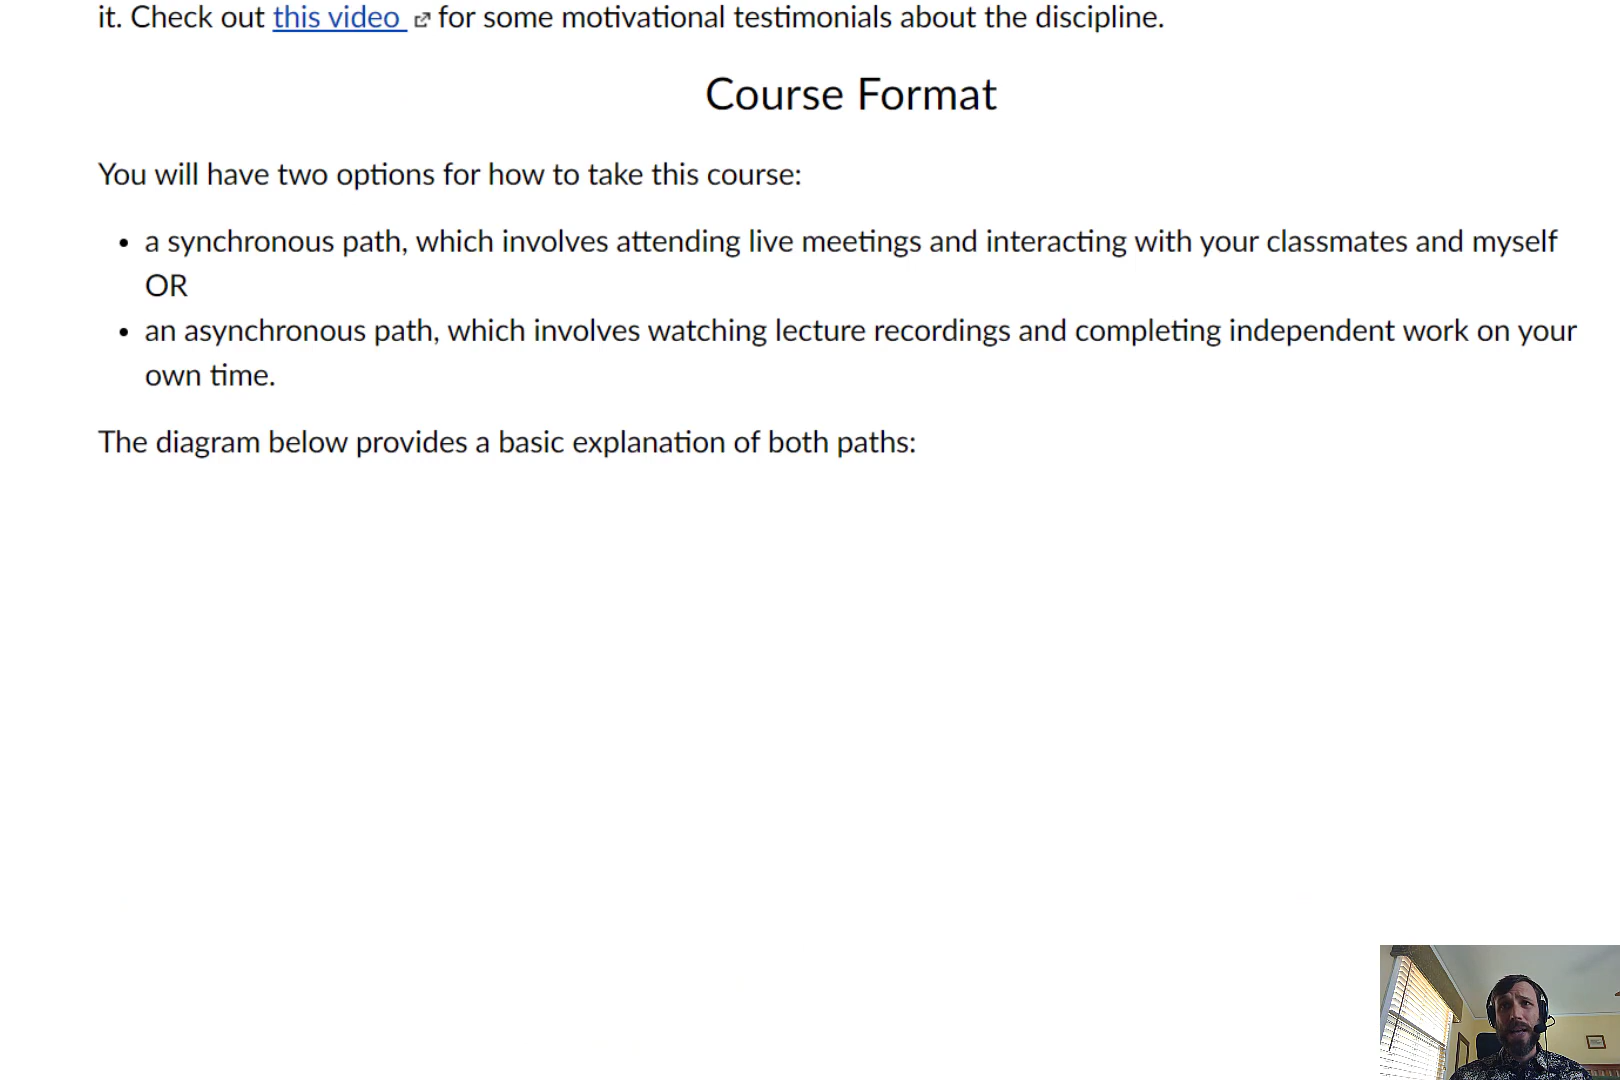 it. Check out this video for some motivational testimonials about the discipline.
Course Format
You will have two options for how to take this course:
• a synchronous path, which involves attending live meetings and interacting with your classmates and myself
OR
• an asynchronous path, which involves watching lecture recordings and completing independent work on your
own time.
The diagram below provides a basic explanation of both paths: